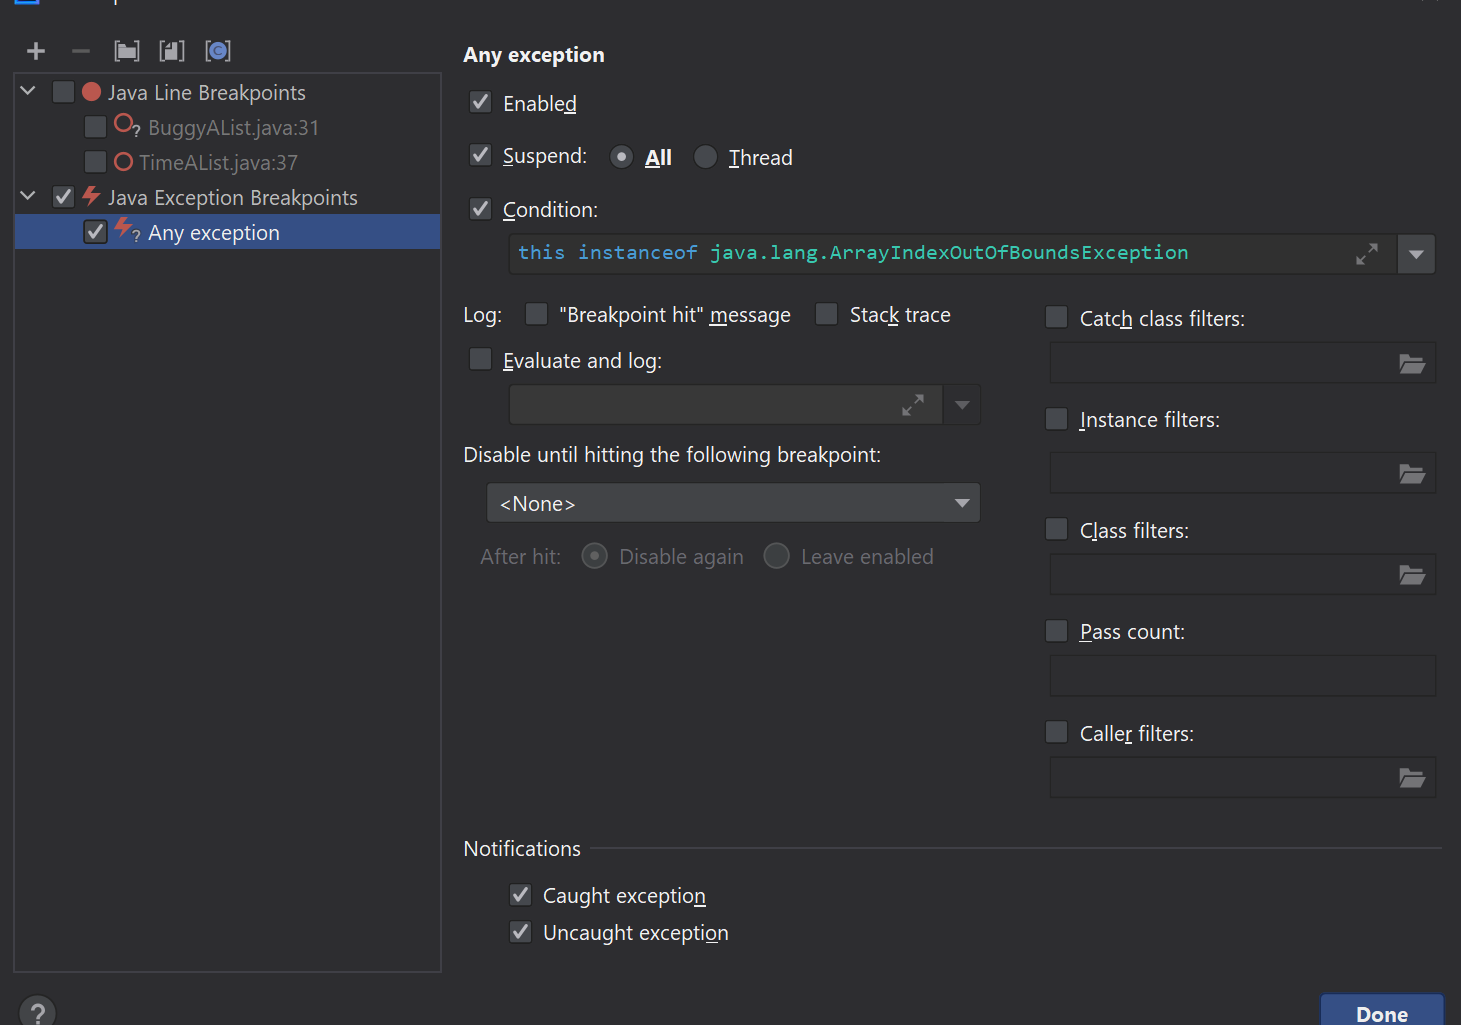 Any exception
Java Line Breakpoints
Enabled
BuggyAList.java:31
Suspend: All Thread
TimeAList.java:37
Java Exception Breakpoints
Condition:
Any exception
this instanceof java.lang.ArrayIndexOutOfBoundsException
Log: "Breakpoint hit" message Stack trace
Catch class filters:
Evaluate and log:
Instance filters:
Disable until hitting the following breakpoint:
<None>
Class filters:
After hit: Disable again Leave enabled
Pass count:
Caller filters:
Notifications
Caught exception
Uncaught exception
?
Done